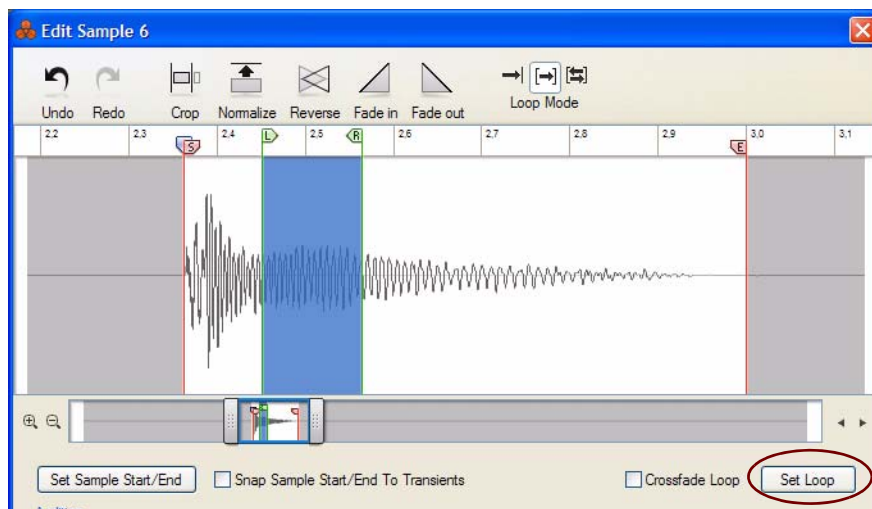 Edit Sample 6
Undo Redo Crop Normalize Reverse Fade in Fade out Loop Mode
2,2 2,3 S 2,4 L 2,5 R 2,6 2,7 2,8 2,9 E 3,0 3,1
Set Sample Start/End Snap Sample Start/End To Transients Crossfade Loop Set Loop